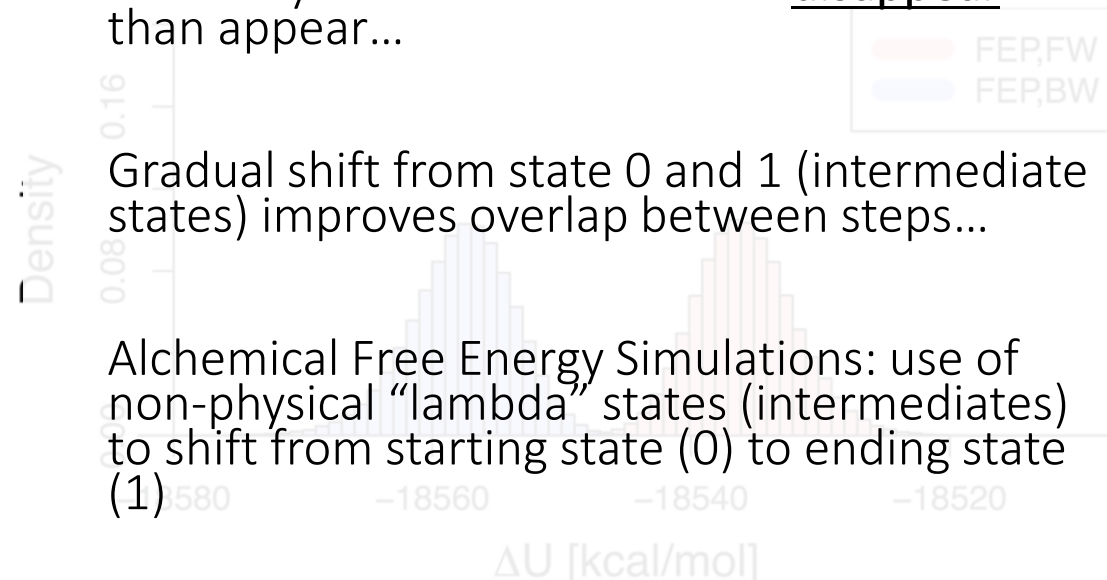 than appear…
FEP,FW
FEP,BW
Gradual shift from state 0 and 1 (intermediate
states) improves overlap between steps…
Alchemical Free Energy Simulations: use of
non-physical “lambda” states (intermediates)
to shift from starting state (0) to ending state
(1)
Density
0.16
0.08
−18560
−18540
−18520
ΔU [kcal/mol]